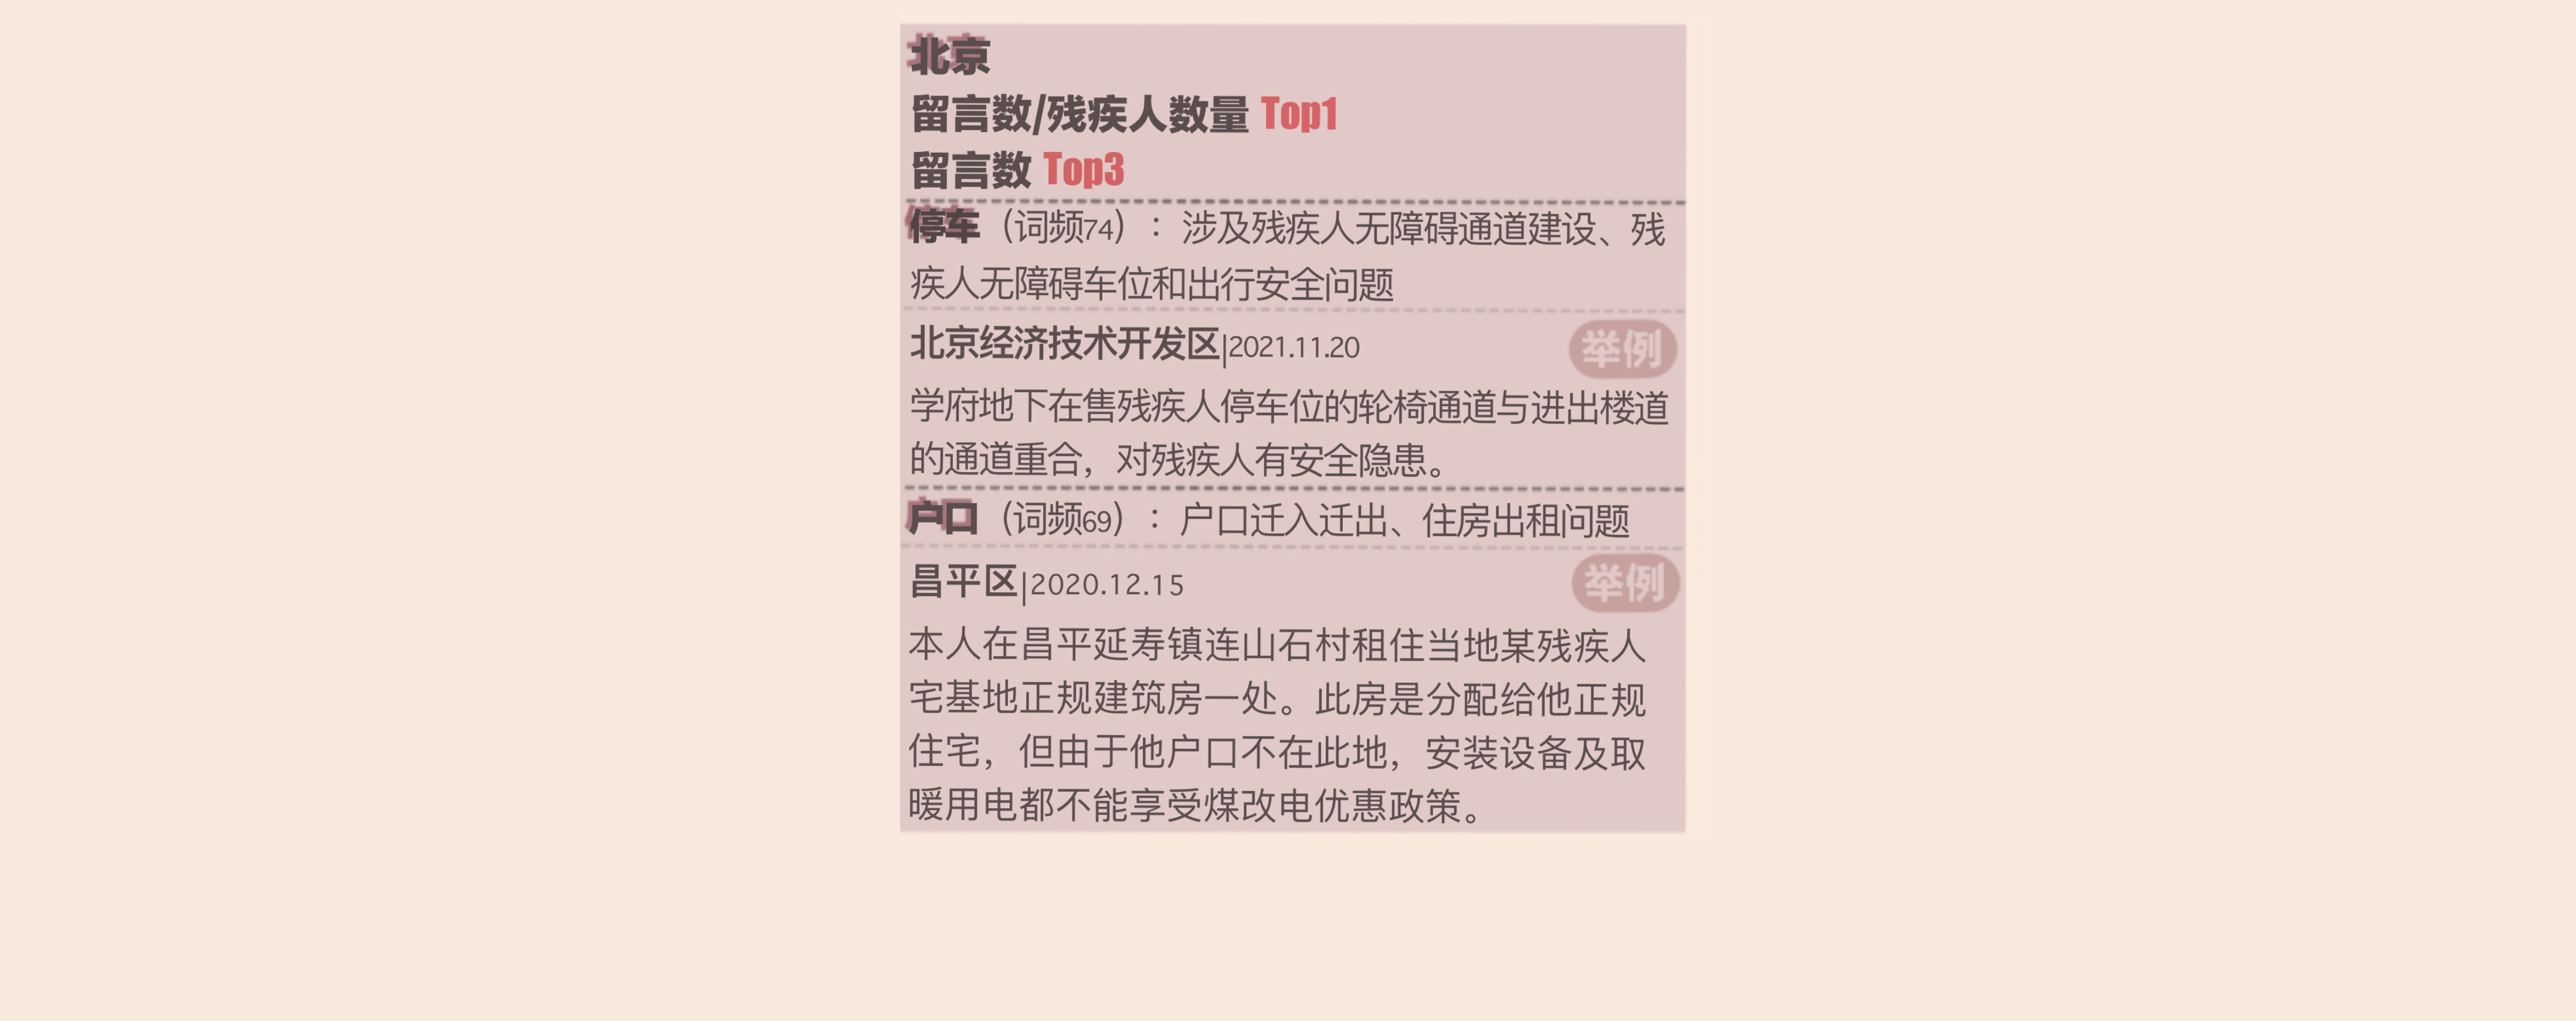 北京
留言数/残疾人数量 Top1
留言数 Top3
停车（词频74）：涉及残疾人无障碍通道建设、残
疾人无障碍车位和出行安全问题
北京经济技术开发区|2021.11.20 举例
学府地下在售残疾人停车位的轮椅通道与进出楼道
的通道重合，对残疾人有安全隐患。
户口（词频69）：户口迁入迁出、住房出租问题
昌平区|2020.12.15 举例
本人在昌平延寿镇连山石村租住当地某残疾人
宅基地正规建筑房一处。此房是分配给他正规
住宅，但由于他户口不在此地，安装设备及取
暖用电都不能享受煤改电优惠政策。